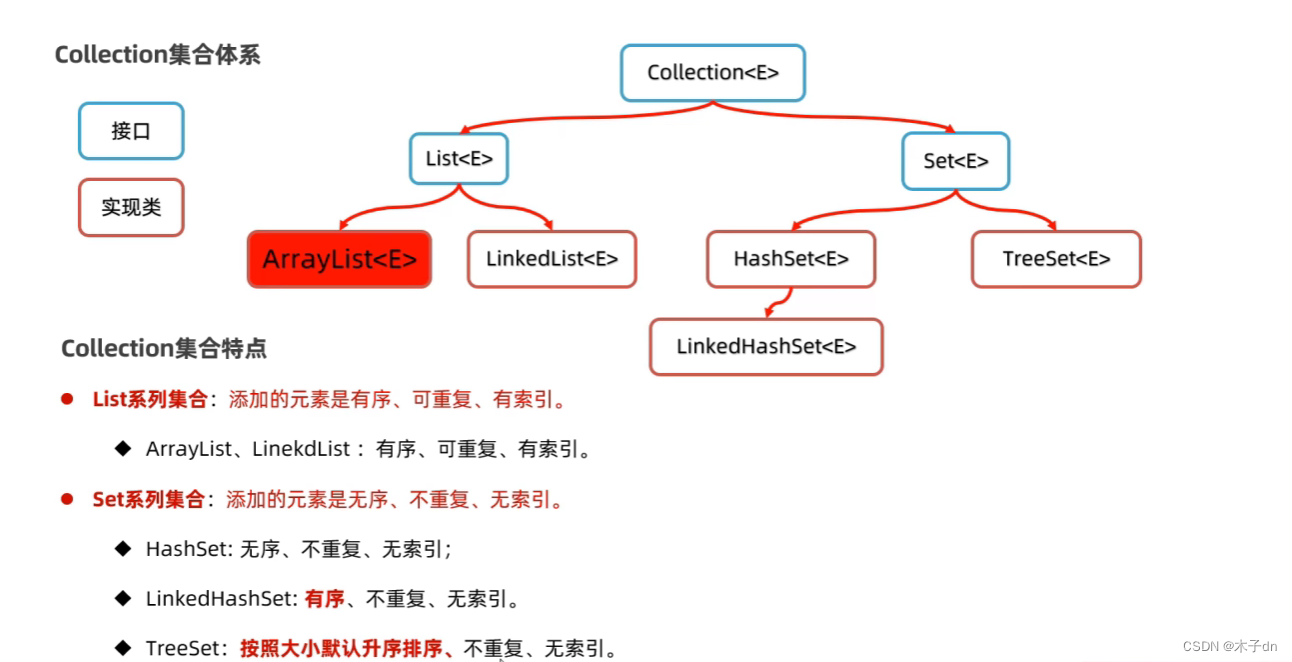 Collection集合体系
接口
实现类
Collection<E>
List<E>
Set<E>
ArrayList<E>
LinkedList<E>
HashSet<E>
TreeSet<E>
LinkedHashSet<E>
Collection集合特点
● List系列集合：添加的元素是有序、可重复、有索引。
◆ ArrayList、LinekdList ：有序、可重复、有索引。
● Set系列集合：添加的元素是无序、不重复、无索引。
◆ HashSet: 无序、不重复、无索引；
◆ LinkedHashSet: 有序、不重复、无索引。
◆ TreeSet：按照大小默认升序排序、不重复、无索引。
CSDN @木子dn